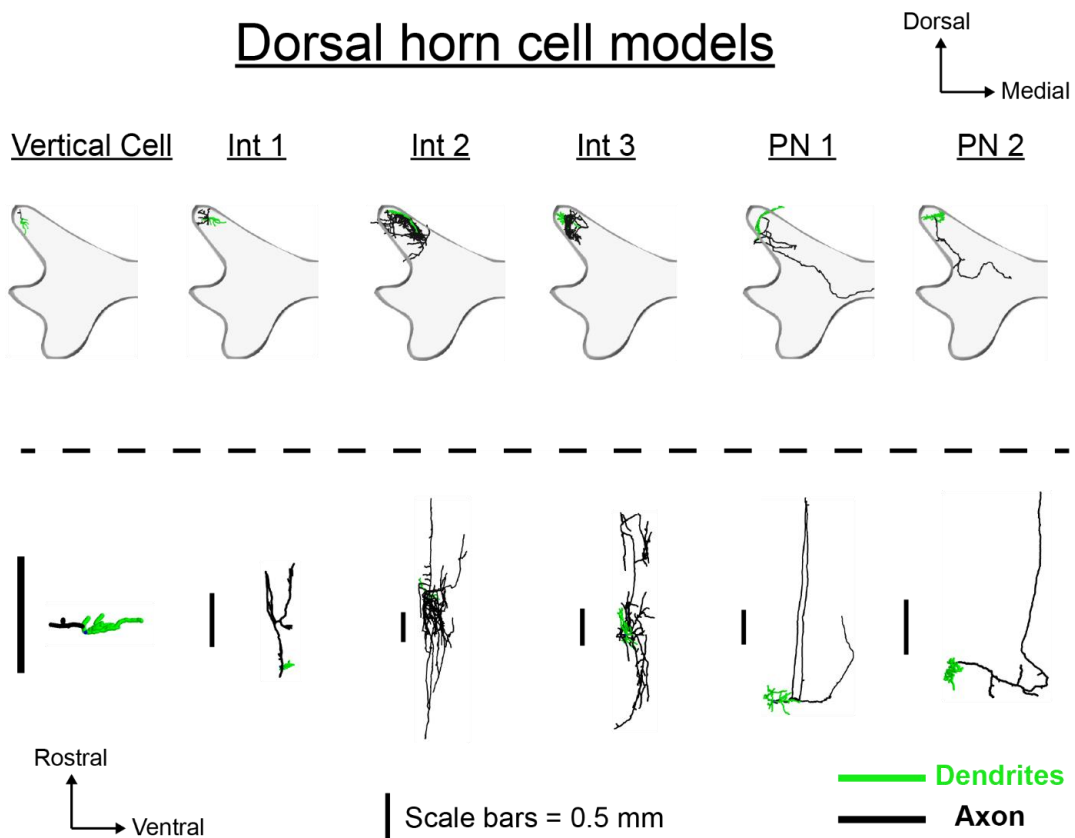 Dorsal horn cell models
Dorsal
Medial
Vertical Cell
Int 1
Int 2
Int 3
PN 1
PN 2
Rostral
Ventral
Scale bars = 0.5 mm
Dendrites
Axon